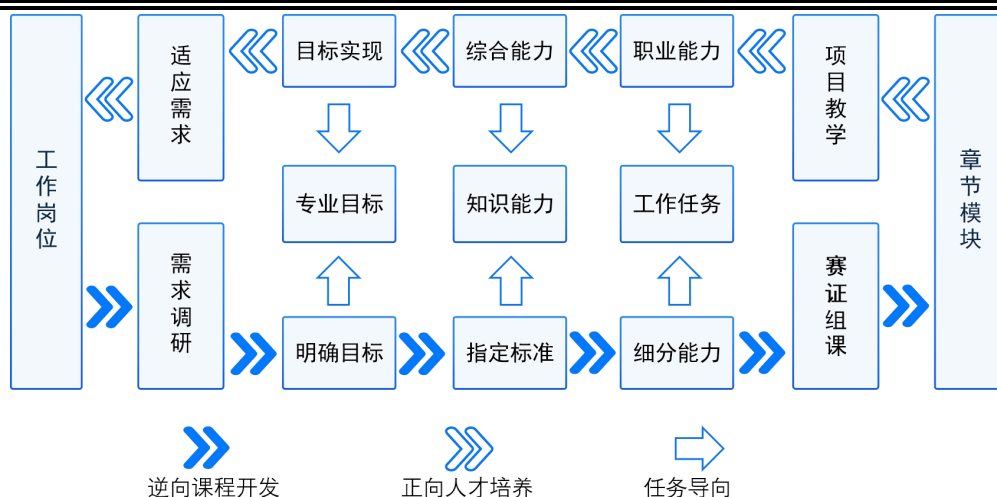 工作岗位
适应需求
目标实现
综合能力
职业能力
项目教学
章节模块
专业目标
知识能力
工作任务
需求调研
明确目标
指定标准
细分能力
赛证组课
逆向课程开发
正向人才培养
任务导向